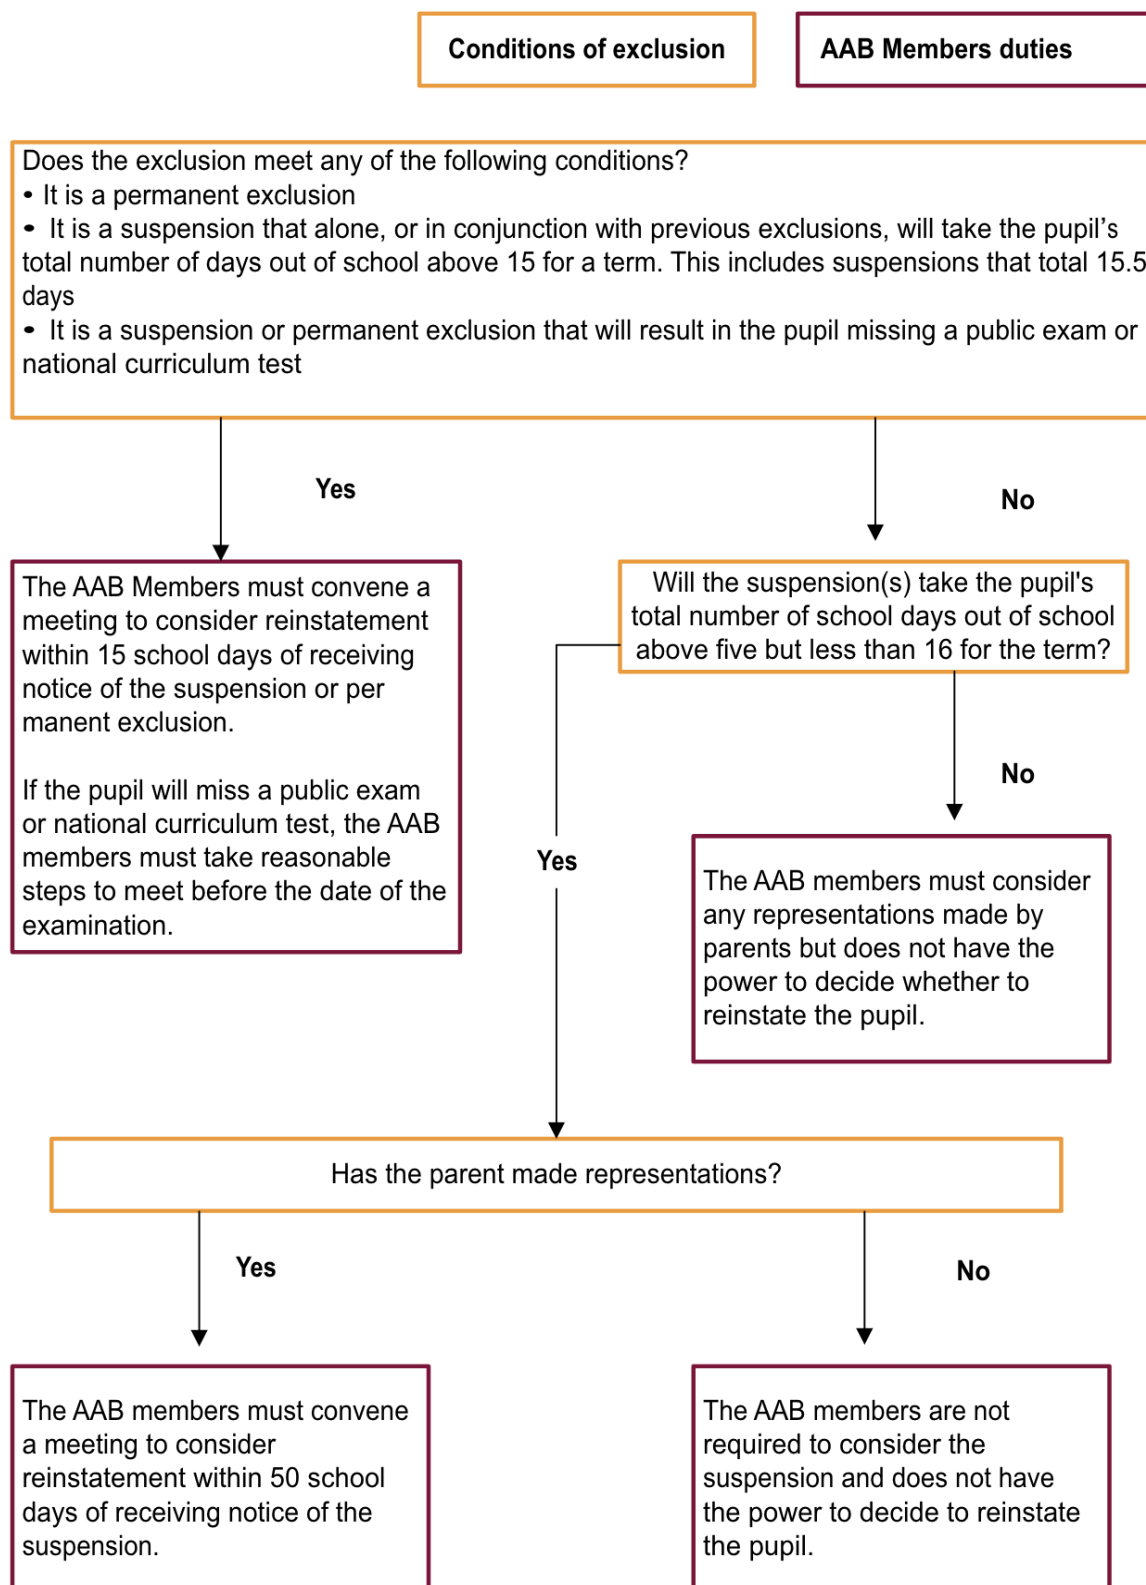 Conditions of exclusion
AAB Members duties
Does the exclusion meet any of the following conditions?
• It is a permanent exclusion
• It is a suspension that alone, or in conjunction with previous exclusions, will take the pupil's
total number of days out of school above 15 for a term. This includes suspensions that total 15.5
days
• It is a suspension or permanent exclusion that will result in the pupil missing a public exam or
national curriculum test
Yes
No
The AAB Members must convene a
meeting to consider reinstatement
within 15 school days of receiving
notice of the suspension or per
manent exclusion.
If the pupil will miss a public exam
or national curriculum test, the AAB
members must take reasonable
steps to meet before the date of the
examination.
Will the suspension(s) take the pupil's
total number of school days out of school
above five but less than 16 for the term?
No
Yes
The AAB members must consider
any representations made by
parents but does not have the
power to decide whether to
reinstate the pupil.
Has the parent made representations?
Yes
No
The AAB members must convene
a meeting to consider
reinstatement within 50 school
days of receiving notice of the
suspension.
The AAB members are not
required to consider the
suspension and does not have
the power to decide to reinstate
the pupil.